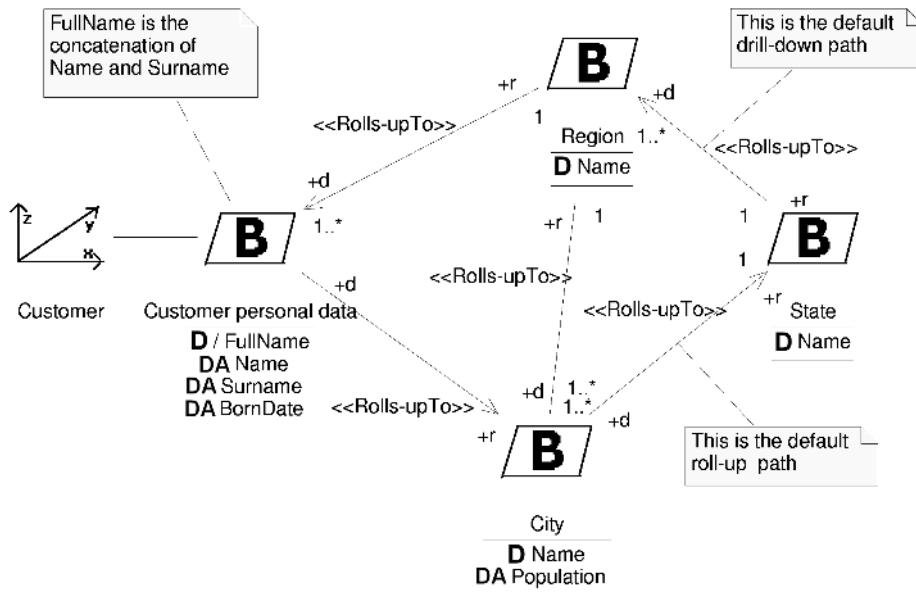 FullName is the
concatenation of
Name and Surname
This is the default
drill-down path
B
+r
+d
<<Rolls-upTo>>
1
Region
1..*
<<Rolls-upTo>>
D Name
+d
1..*
+r
1
1
+r
z
y
x
B
B
1
<<Rolls-upTo>>
+d
+r
Customer
Customer personal data
<<Rolls-upTo>>
State
D / FullName
D Name
DA Name
DA Surname
DA BornDate
<<Rolls-upTo>>
+d
1..*
1..*
+r
B
+d
This is the default
roll-up path
City
D Name
DA Population